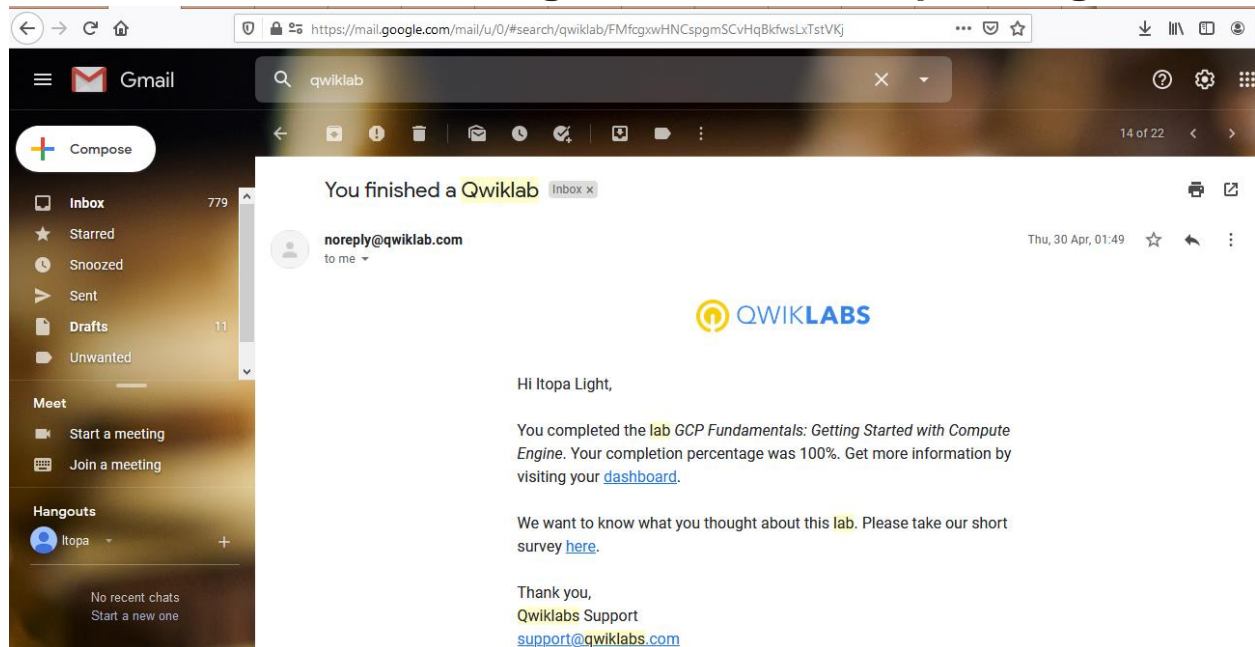 https://mail.google.com/mail/u/0/#search/qwiklab/FMfcgxwHNCspgmSCvHqBkfwsLxTstVKj
Gmail
qwiklab
Compose
14 of 22
Inbox 779
Starred
Snoozed
Sent
Drafts 11
Unwanted
Meet
Start a meeting
Join a meeting
Hangouts
Itopa
No recent chats
Start a new one
You finished a Qwiklab Inbox x
noreply@qwiklab.com Thu, 30 Apr, 01:49
to me
QWIKLABS
Hi Itopa Light,
You completed the lab GCP Fundamentals: Getting Started with Compute
Engine. Your completion percentage was 100%. Get more information by
visiting your dashboard.
We want to know what you thought about this lab. Please take our short
survey here.
Thank you,
Qwiklabs Support
support@qwiklabs.com